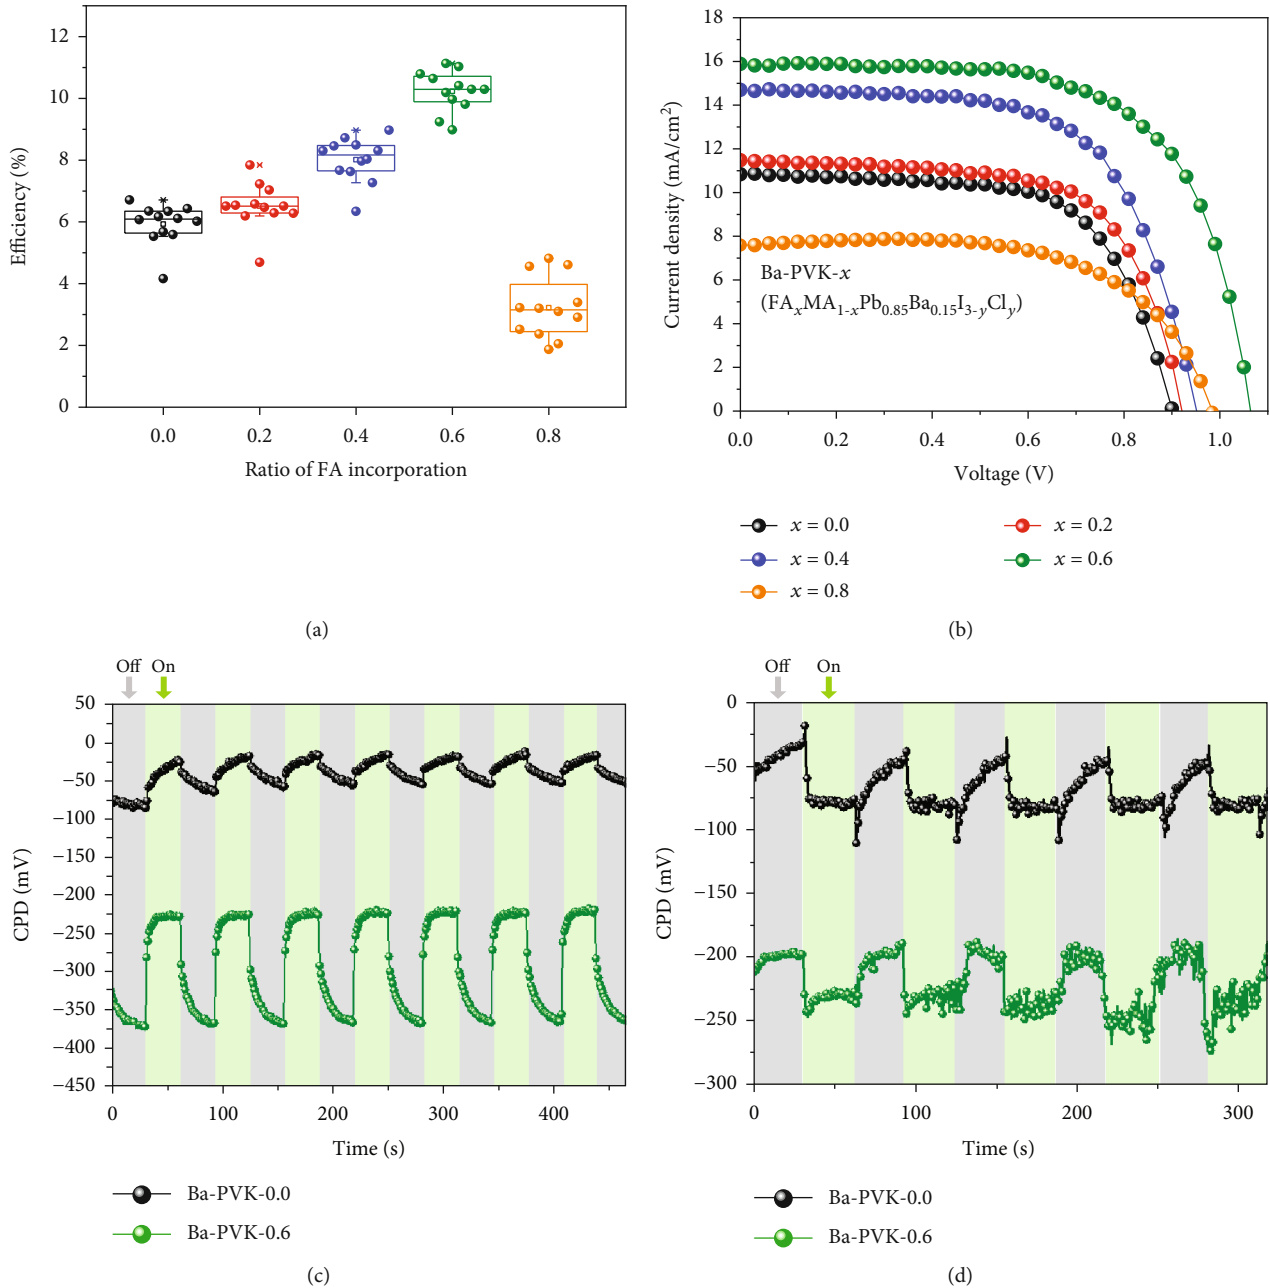 12
10
8
6
4
2
0
Efficiency (%)
0.0 0.2 0.4 0.6 0.8
Ratio of FA incorporation
(a)
18
16
14
12
10
8
6
4
2
0
Current density (mA/cm²)
Ba-PVK-x
(FAₓMA₁₋ₓPb₀.₈₅Ba₀.₁₅I₃₋yCly)
0.0 0.2 0.4 0.6 0.8 1.0
Voltage (V)
x = 0.0 x = 0.2
x = 0.4 x = 0.6
x = 0.8
(b)
Off On
50
0
−50
−100
−150
−200
−250
−300
−350
−400
−450
CPD (mV)
0 100 200 300 400
Time (s)
Ba-PVK-0.0
Ba-PVK-0.6
(c)
Off On
0
−50
−100
−150
−200
−250
−300
CPD (mV)
0 100 200 300
Time (s)
Ba-PVK-0.0
Ba-PVK-0.6
(d)